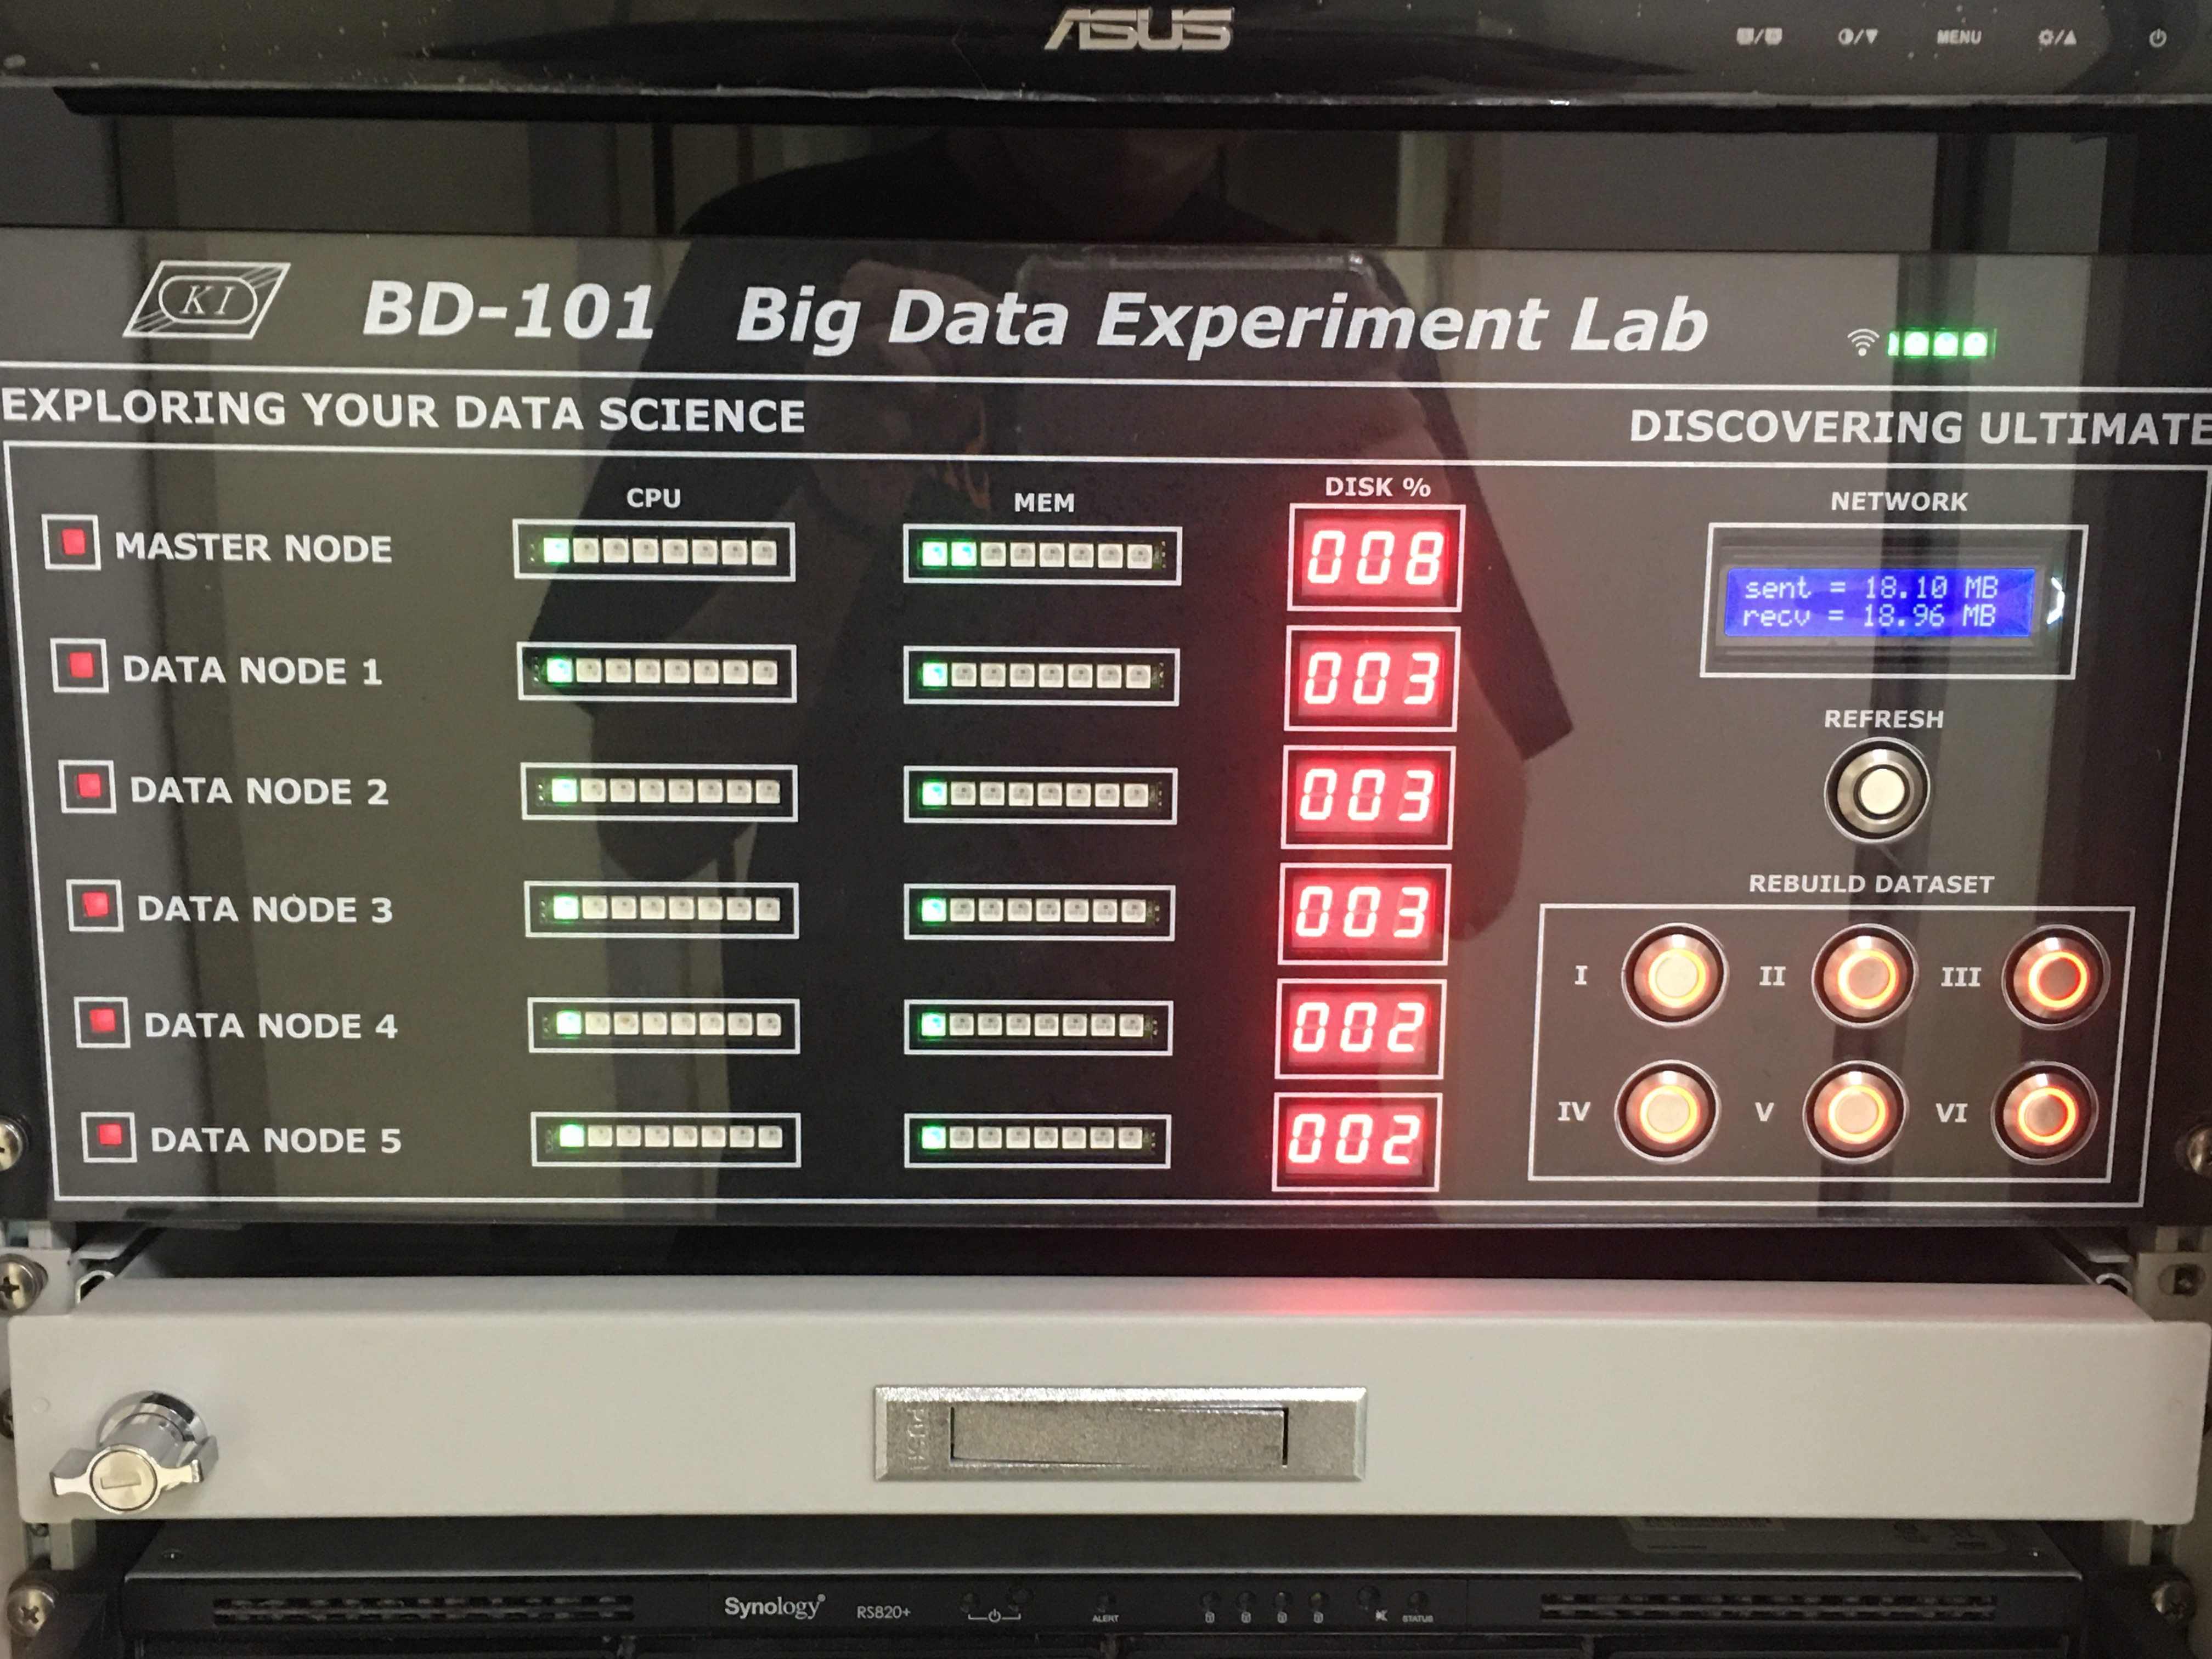 ASUS
MENU
KI
BD-101 Big Data Experiment Lab
EXPLORING YOUR DATA SCIENCE
DISCOVERING ULTIMATE
CPU
MEM
DISK %
NETWORK
MASTER NODE
008
sent = 18.10 MB
recv = 18.96 MB
DATA NODE 1
003
REFRESH
DATA NODE 2
003
REBUILD DATASET
DATA NODE 3
003
I II III
DATA NODE 4
002
IV V VI
DATA NODE 5
002
Synology RS820+
ALERT
STATUS